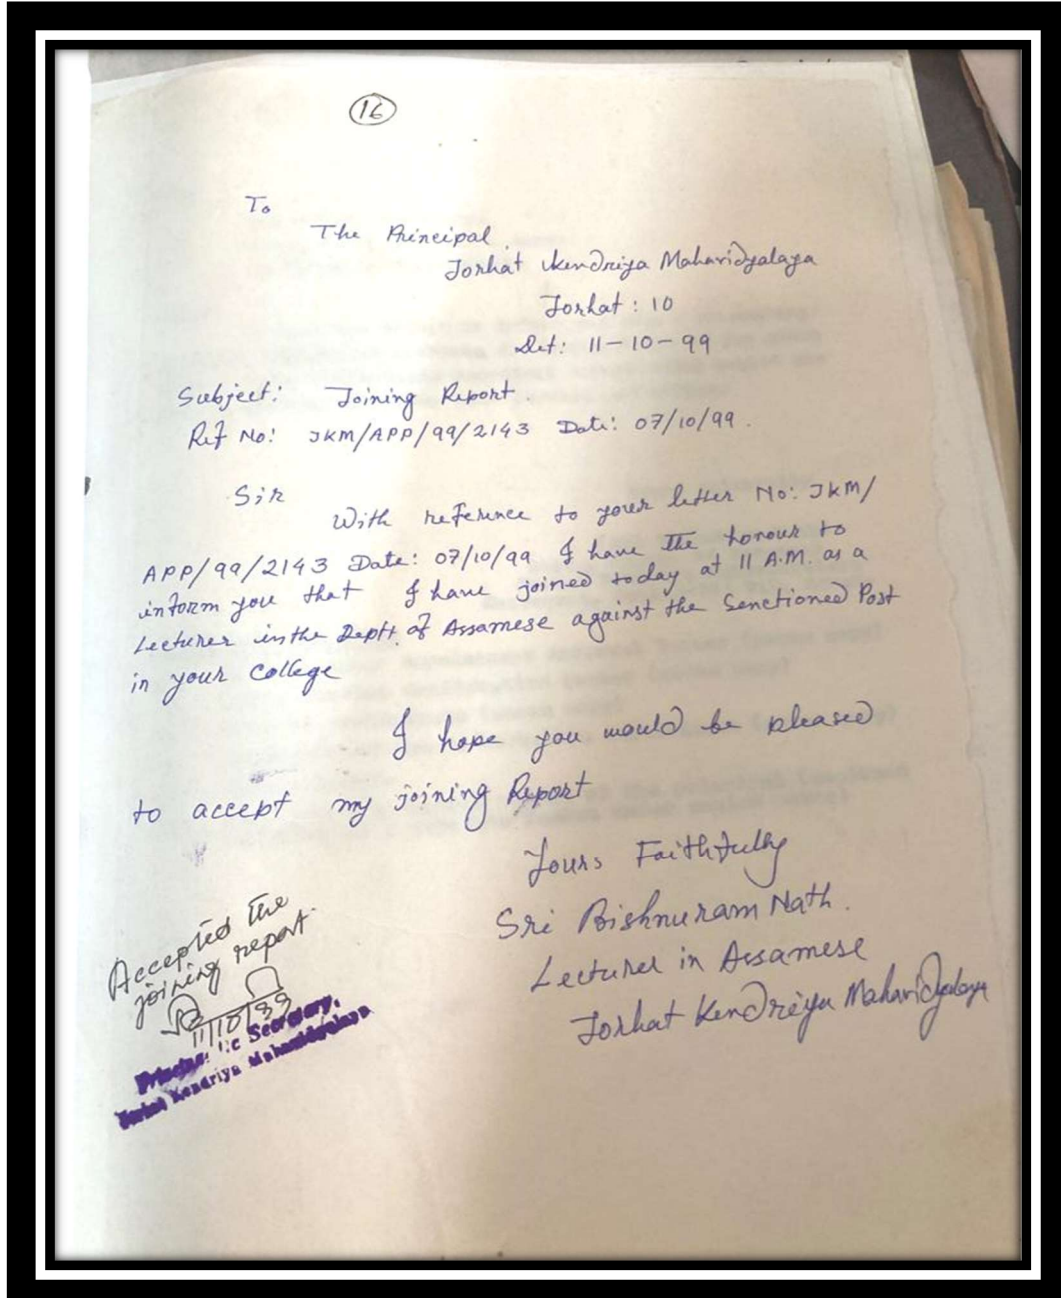 16
To
The Principal,
Jorhat Kendriya Mahavidyalaya
Jorhat : 10
Dat: 11-10-99
Subject: Joining Report.
Ref No: JKM/APP/99/2143 Date: 07/10/99.
Sir
With reference to your letter No: JKM/
APP/99/2143 Date: 07/10/99 I have the honour to
inform you that I have joined today at 11 A.M. as a
Lecturer in the Deptt. of Assamese against the Sanctioned Post
in your College
I hope you would be pleased
to accept my joining Report
Yours Faithfully
Sri Bishnuram Nath.
Lecturer in Assamese
Jorhat Kendriya Mahavidyalaya
Accepted the
joining report.
11/10/99
Secretary,
Jorhat Kendriya Mahavidyalaya